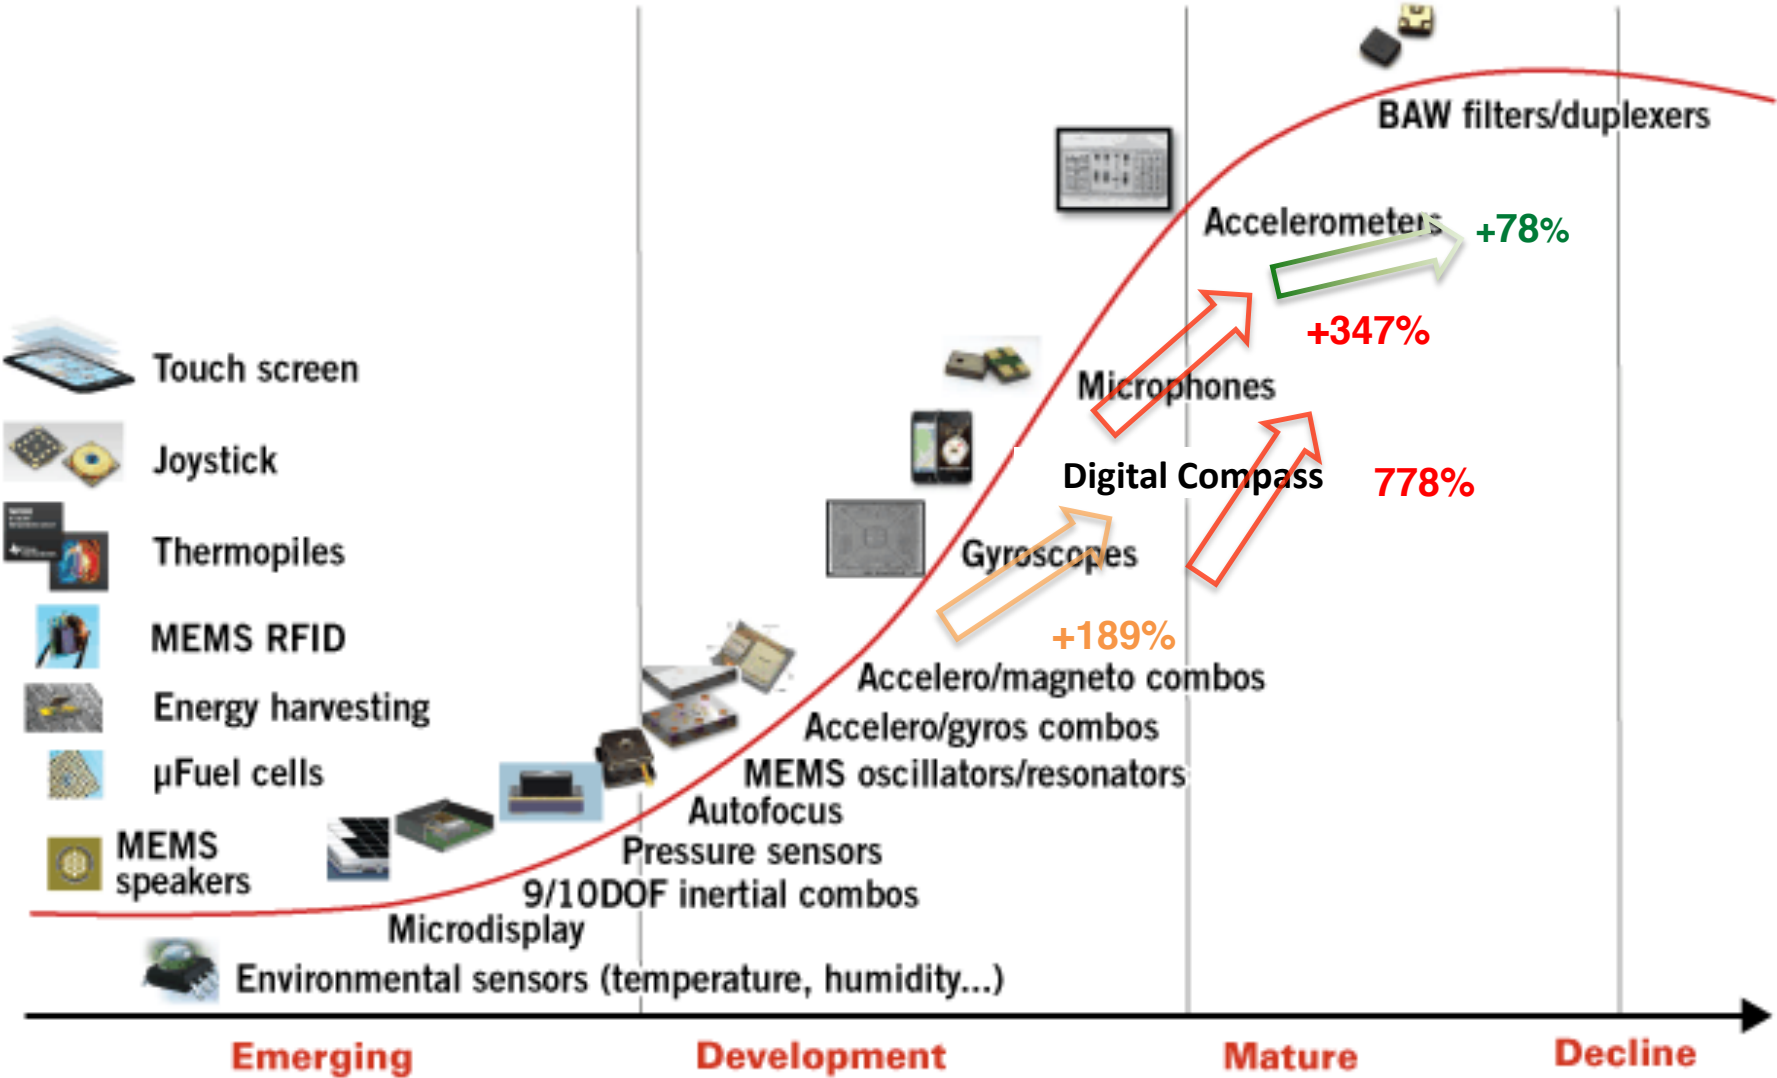 BAW filters/duplexers
Accelerometers
+78%
+347%
Touch screen
Microphones
Joystick
Digital Compass
778%
Thermopiles
Gyroscopes
MEMS RFID
+189%
Accelero/magneto combos
Energy harvesting
Accelero/gyros combos
µFuel cells
MEMS oscillators/resonators
Autofocus
MEMS
speakers
Pressure sensors
9/10DOF inertial combos
Microdisplay
Environmental sensors (temperature, humidity...)
Emerging
Development
Mature
Decline